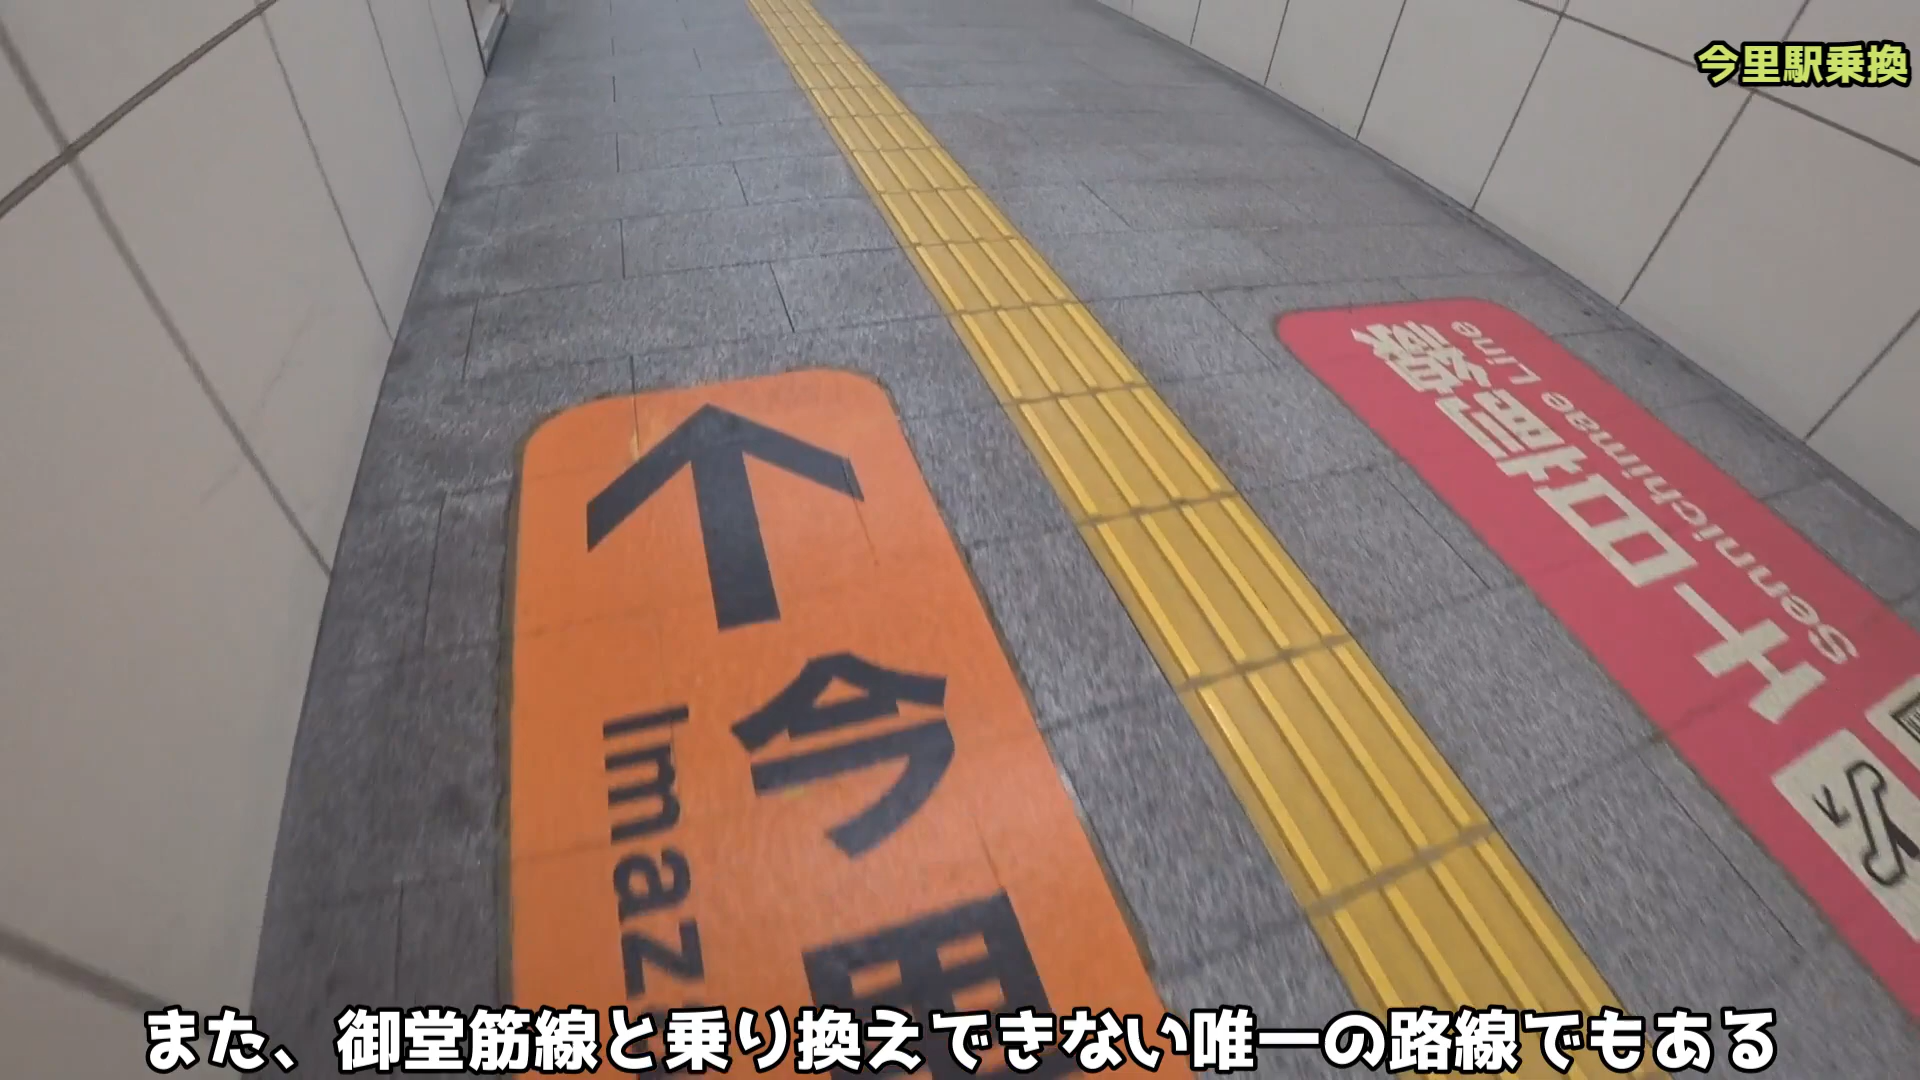 今里駅乗換
千日前線
Sennichimae Line
今里
Imaz
また、御堂筋線と乗り換えできない唯一の路線でもある